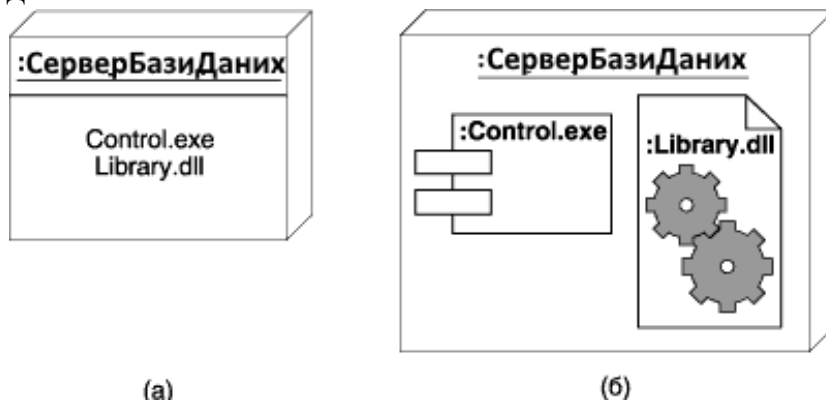 :СерверБазиДаних
Control.exe
Library.dll
(а)
:СерверБазиДаних
:Control.exe
:Library.dll
(б)